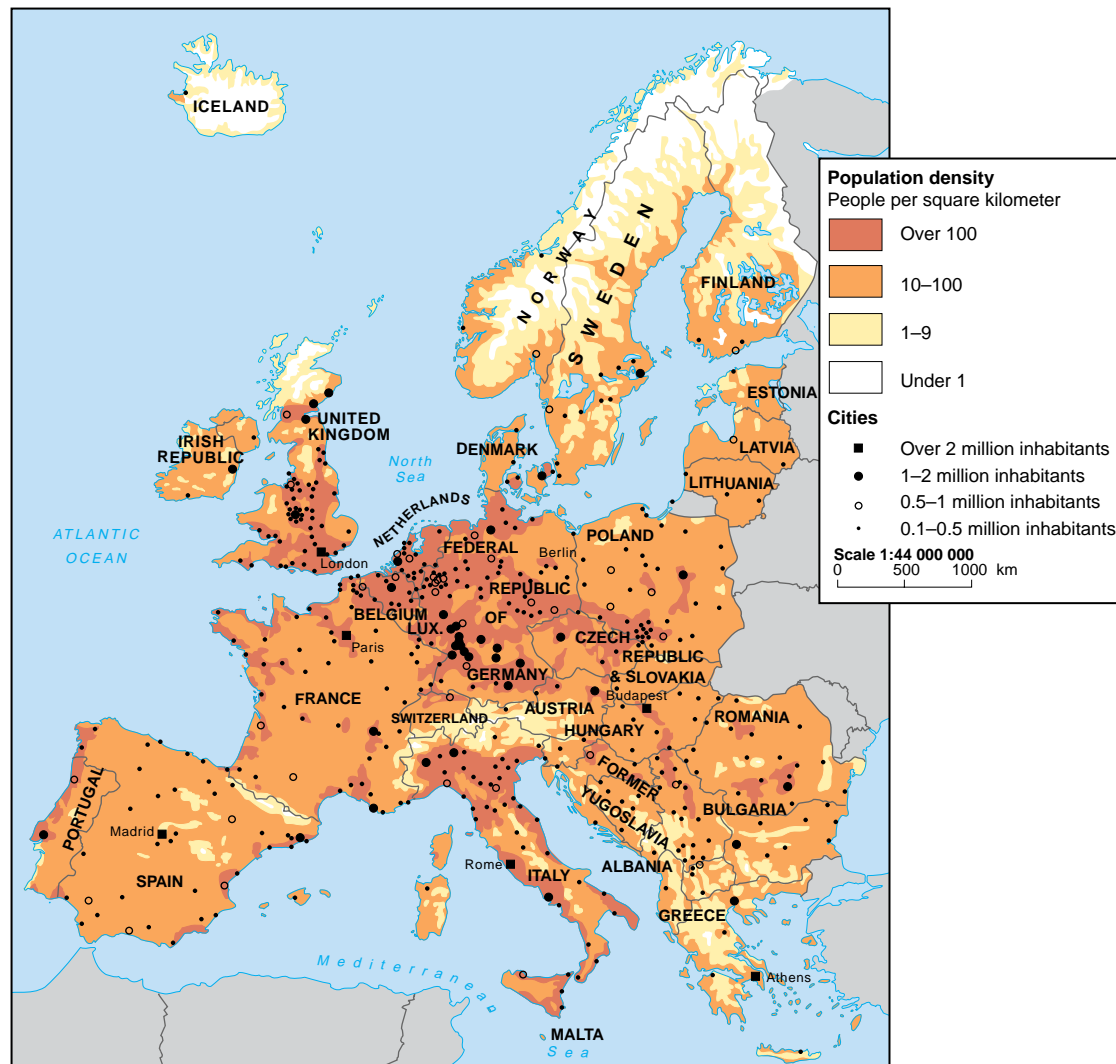 ICELAND
NORWAY
SWEDEN
FINLAND
ESTONIA
LATVIA
LITHUANIA
UNITED
KINGDOM
IRISH
REPUBLIC
North
Sea
DENMARK
NETHERLANDS
ATLANTIC
OCEAN
London
FEDERAL
Berlin
POLAND
REPUBLIC
BELGIUM
LUX.
OF
Paris
CZECH
REPUBLIC
& SLOVAKIA
GERMANY
Budapest
FRANCE
SWITZERLAND
AUSTRIA
HUNGARY
ROMANIA
FORMER
YUGOSLAVIA
BULGARIA
PORTUGAL
Madrid
SPAIN
Rome
ITALY
ALBANIA
GREECE
Athens
Mediterranean
Sea
MALTA
Population density
People per square kilometer
Over 100
10–100
1–9
Under 1
Cities
Over 2 million inhabitants
1–2 million inhabitants
0.5–1 million inhabitants
0.1–0.5 million inhabitants
Scale 1:44 000 000
0 500 1000 km